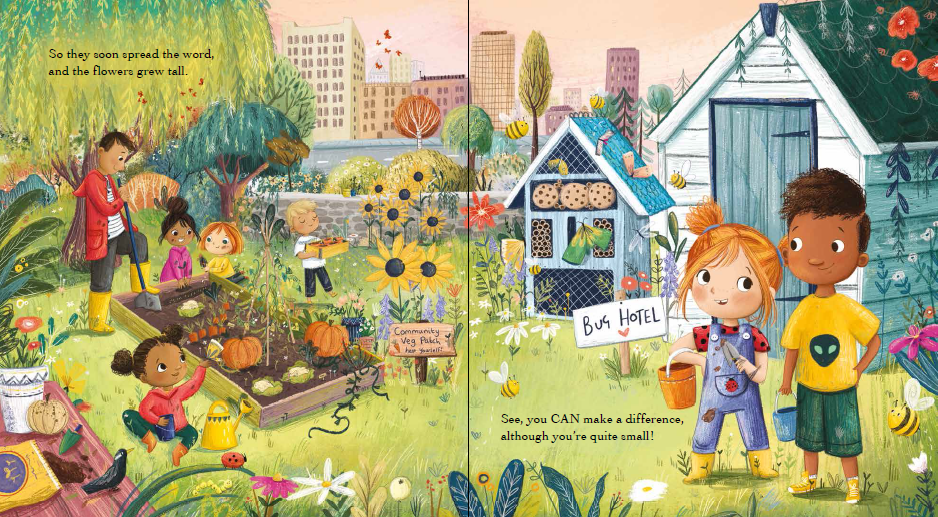 So they soon spread the word,
and the flowers grew tall.
Community
Veg Patch
help yourself!
BUG HOTEL
See, you CAN make a difference,
although you're quite small!